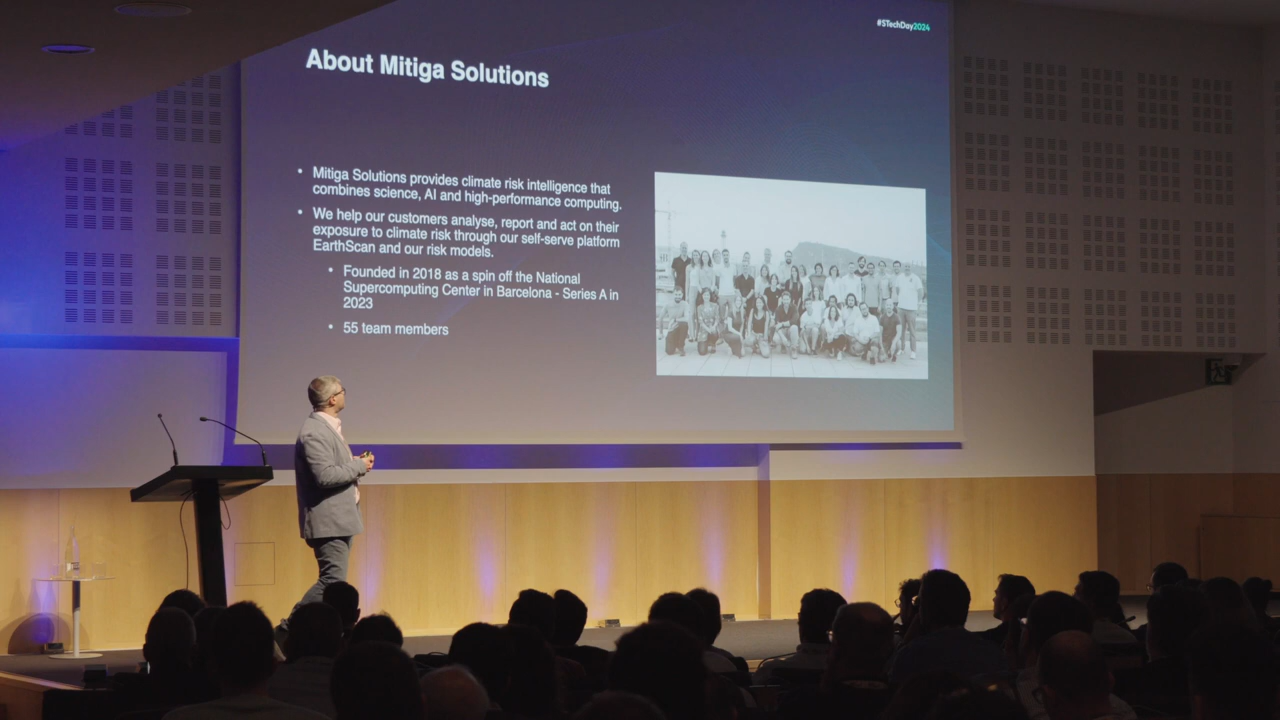 #STechDay2024
About Mitiga Solutions
• Mitiga Solutions provides climate risk intelligence that
combines science, AI and high-performance computing.
• We help our customers analyse, report and act on their
exposure to climate risk through our self-serve platform
EarthScan and our risk models.
• Founded in 2018 as a spin off the National
Supercomputing Center in Barcelona - Series A in
2023
• 55 team members